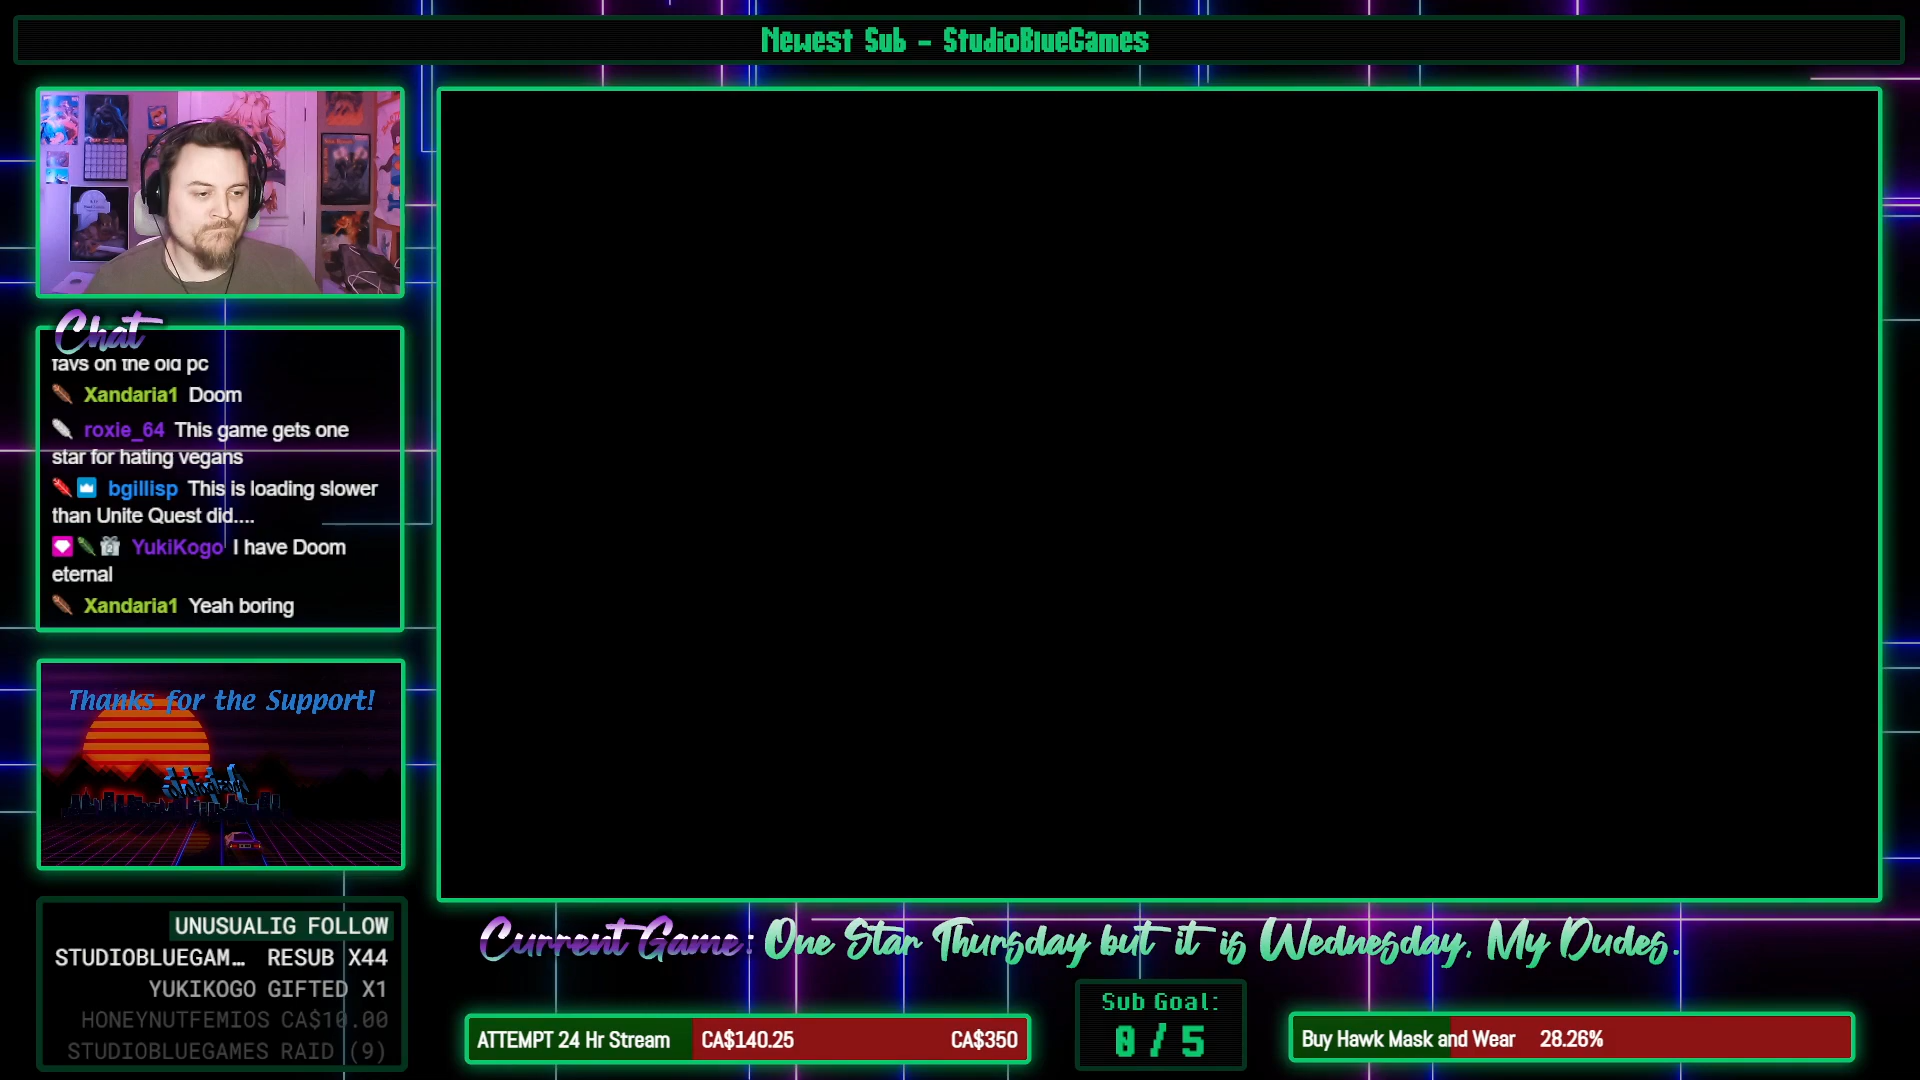 Newest Sub - StudioBlueGames
Chat
favs on the old pc
Xandaria1 Doom
roxie_64 This game gets one
star for hating vegans
bgillisp This is loading slower
than Unite Quest did....
YukiKogo I have Doom
eternal
Xandaria1 Yeah boring
Thanks for the Support!
UNUSUALIG FOLLOW
STUDIOBLUEGAM... RESUB X44
YUKIKOGO GIFTED X1
HONEYNUTFEMIOS CA$10.00
STUDIOBLUEGAMES RAID (9)
Current Game: One Star Thursday but it is Wednesday, My Dudes.
ATTEMPT 24 Hr Stream CA$140.25 CA$350
Sub Goal:
0 / 5
Buy Hawk Mask and Wear 28.26%